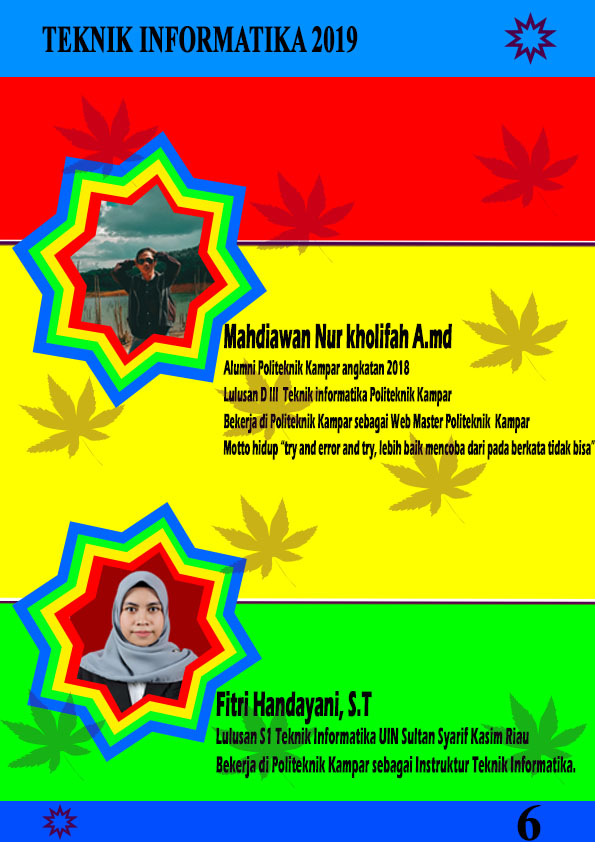 TEKNIK INFORMATIKA 2019
Mahdiawan Nur kholifah A.md
Alumni Politeknik Kampar angkatan 2018
Lulusan D III Teknik informatika Politeknik Kampar
Bekerja di Politeknik Kampar sebagai Web Master Politeknik Kampar
Motto hidup “try and error and try, lebih baik mencoba dari pada berkata tidak bisa”
Fitri Handayani, S.T
Lulusan S1 Teknik Informatika UIN Sultan Syarif Kasim Riau
Bekerja di Politeknik Kampar sebagai Instruktur Teknik Informatika.
6